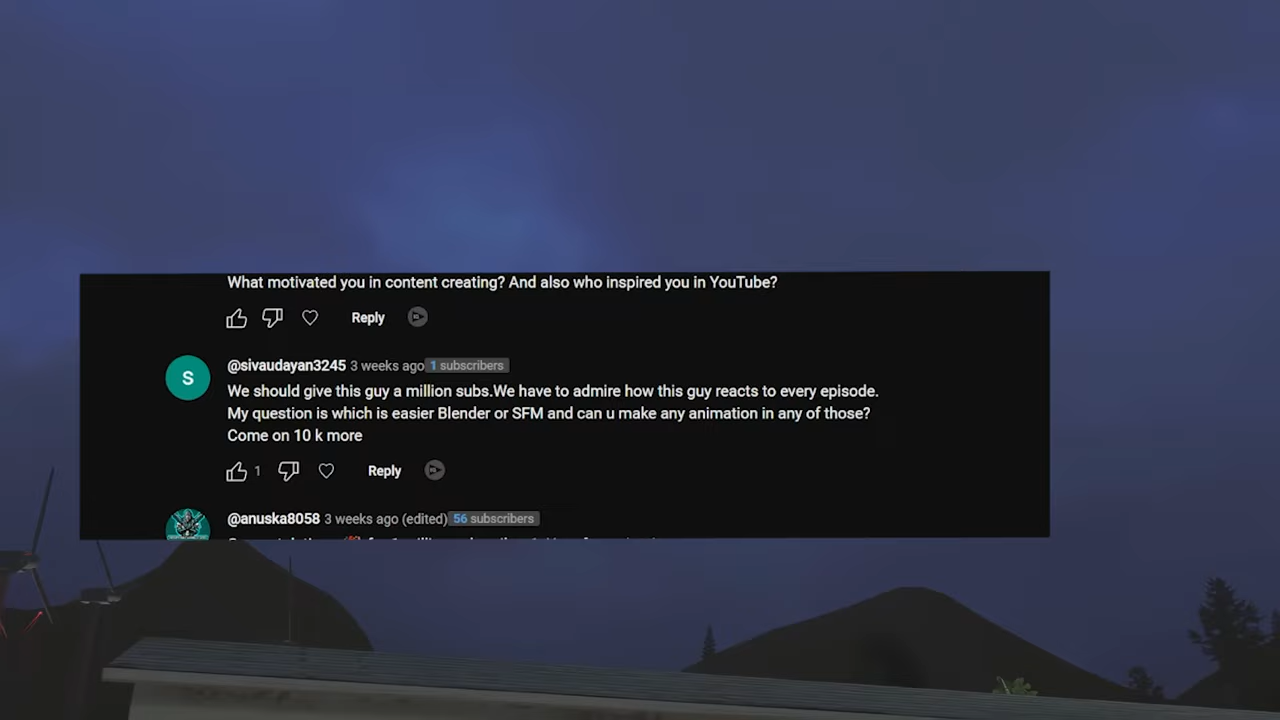 What motivated you in content creating? And also who inspired you in YouTube?
Reply
S
@sivaudayan3245 3 weeks ago 1 subscribers
We should give this guy a million subs.We have to admire how this guy reacts to every episode.
My question is which is easier Blender or SFM and can u make any animation in any of those?
Come on 10 k more
1 Reply
@anuska8058 3 weeks ago (edited) 56 subscribers